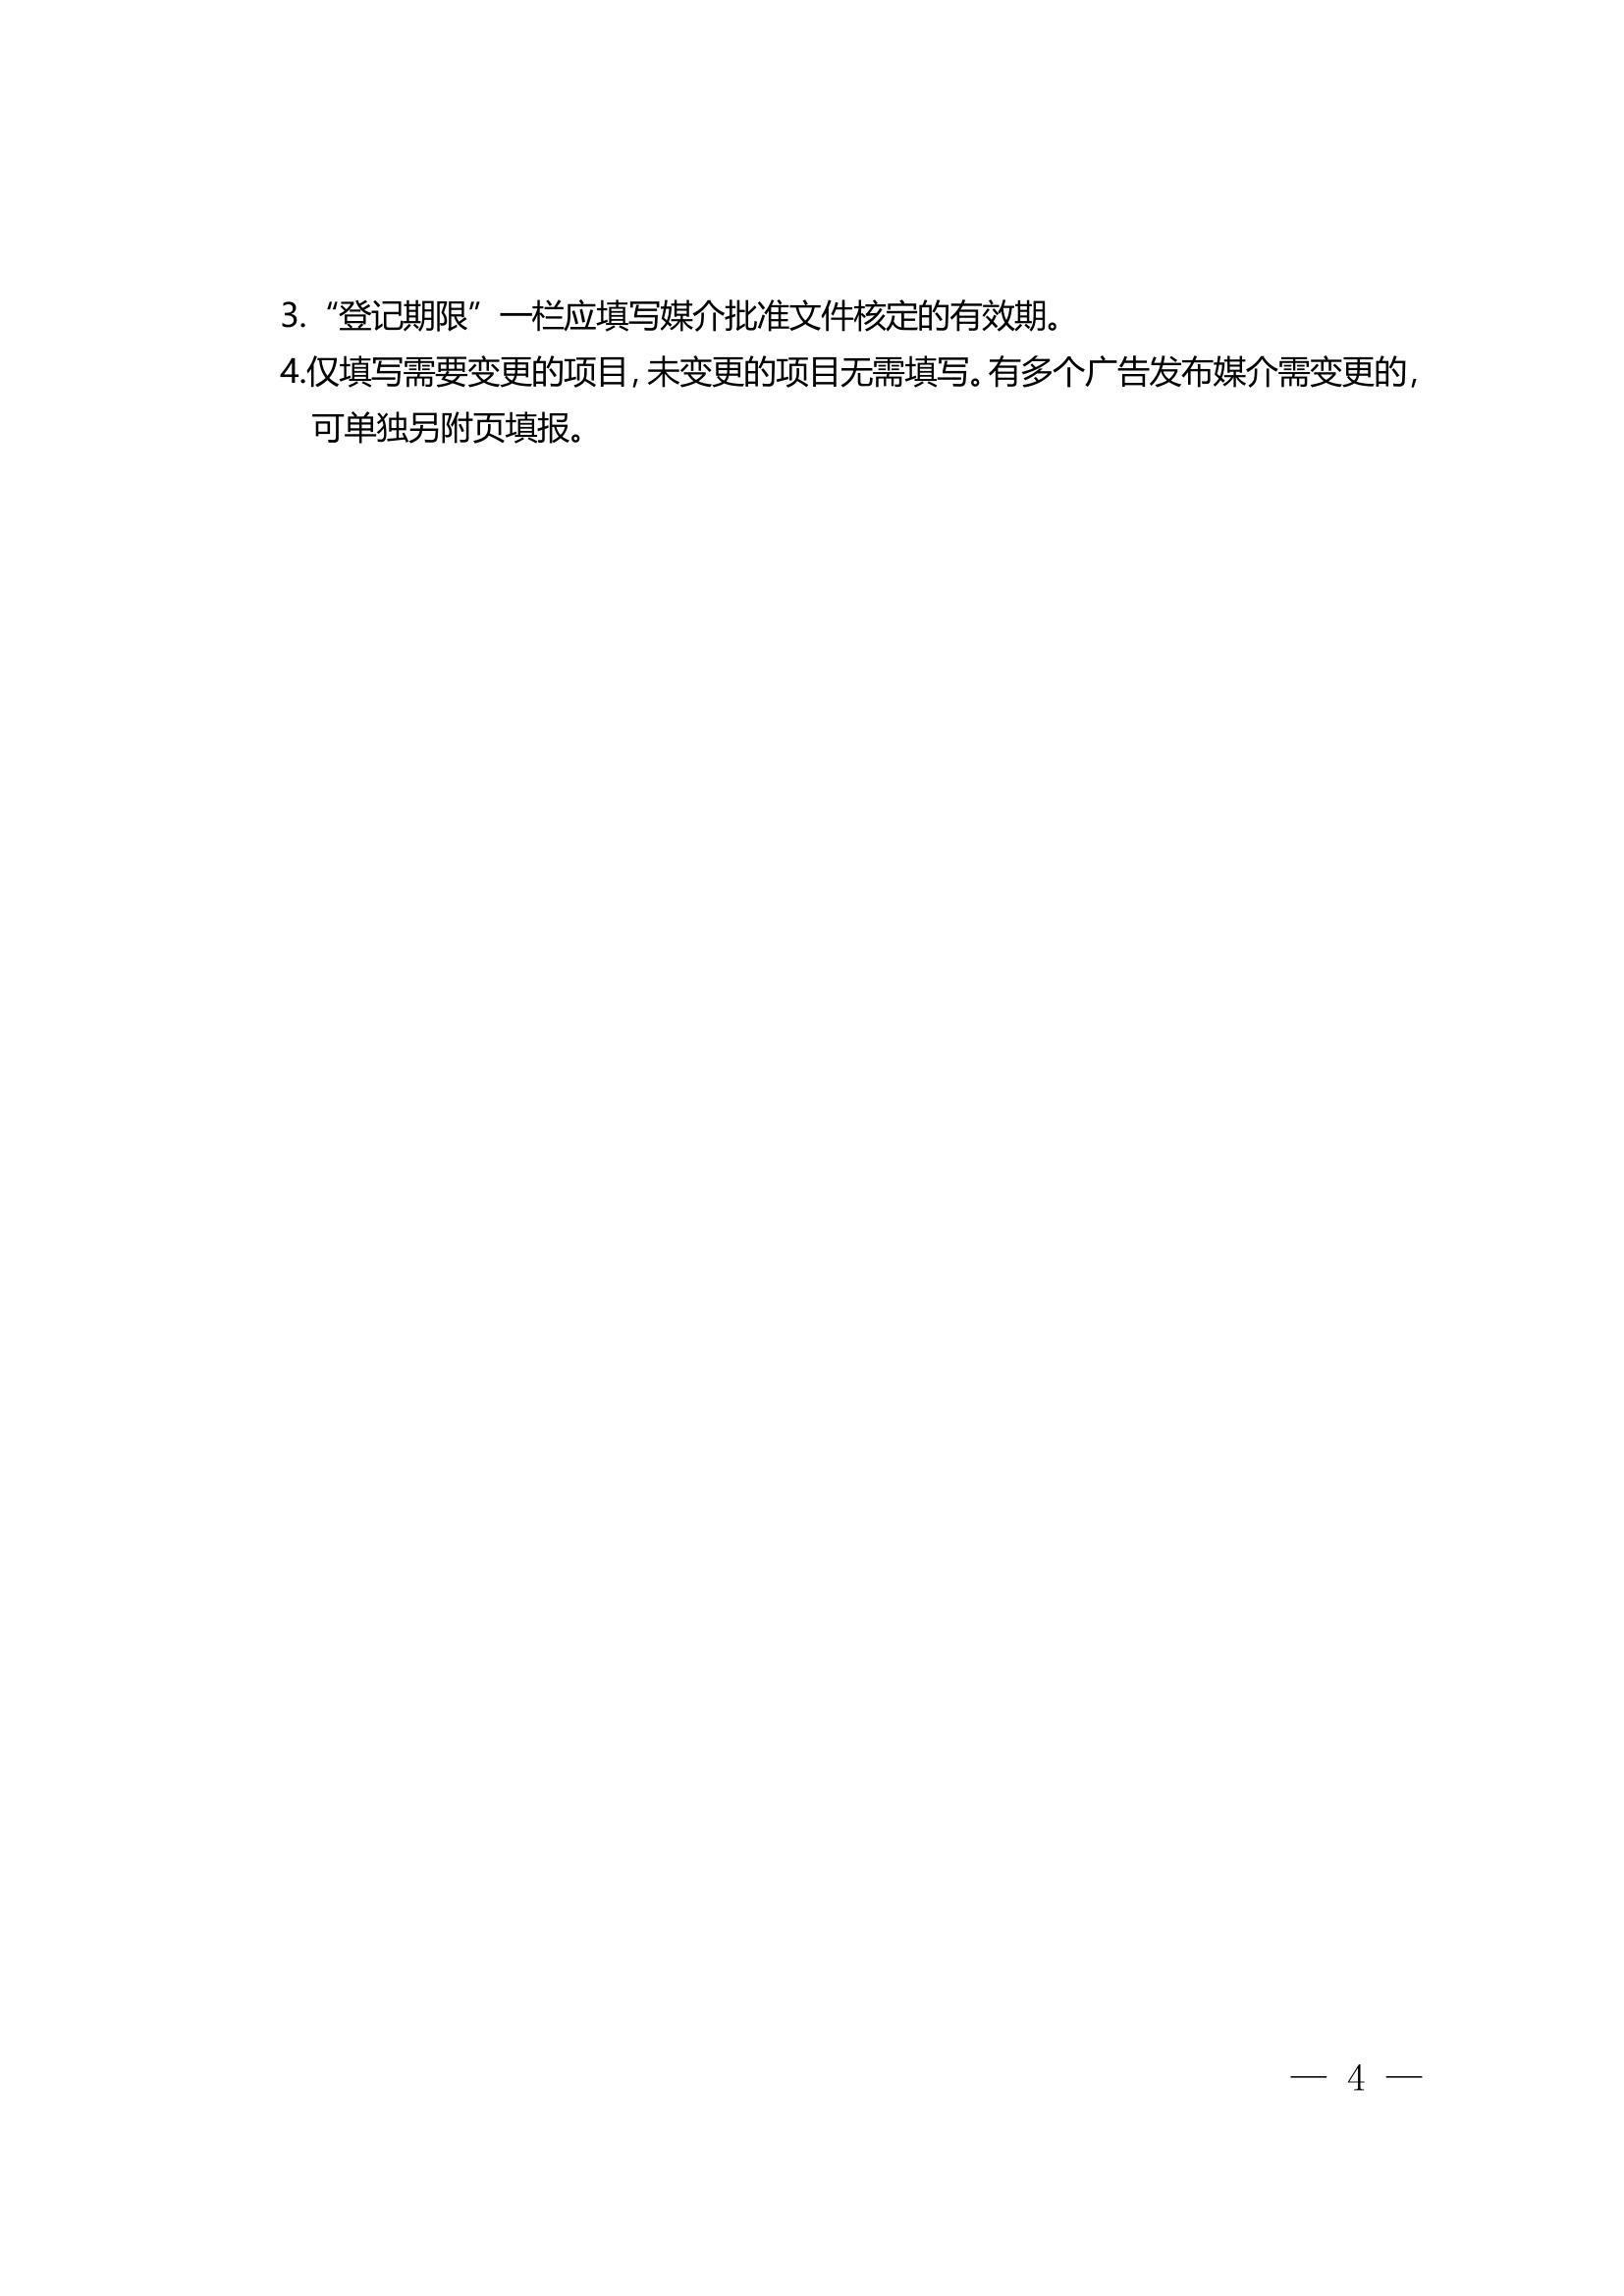 3.“登记期限”一栏应填写媒介批准文件核定的有效期。
4.仅填写需要变更的项目，未变更的项目无需填写。有多个广告发布媒介需变更的，
可单独另附页填报。
— 4 —